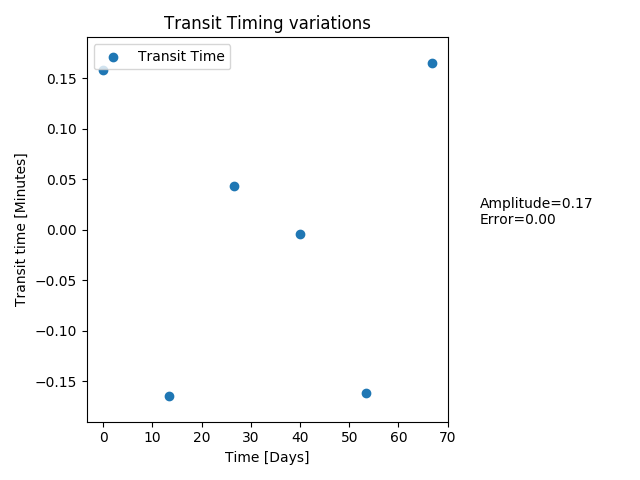 Transit Timing variations
Transit Time
0.15
0.10
0.05
0.00
−0.05
−0.10
−0.15
Transit time [Minutes]
0 10 20 30 40 50 60 70
Time [Days]
Amplitude=0.17
Error=0.00